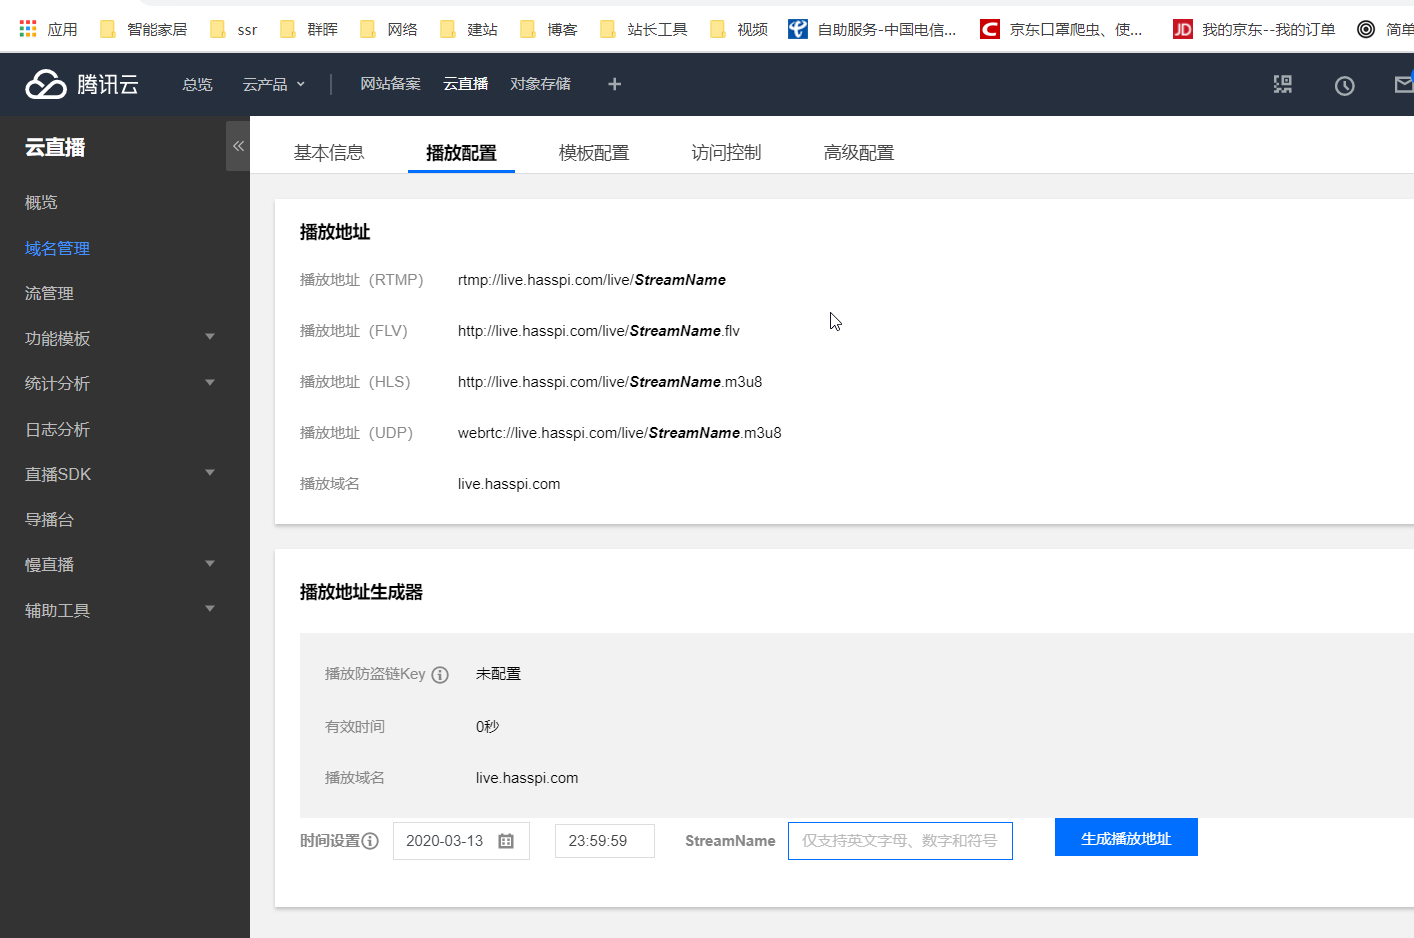 应用 智能家居 ssr 群晖 网络 建站 博客 站长工具 视频 自助服务-中国电信... 京东口罩爬虫、使... 我的京东--我的订单 简单
腾讯云 总览 云产品 网站备案 云直播 对象存储 +
云直播
概览
域名管理
流管理
功能模板
统计分析
日志分析
直播SDK
导播台
慢直播
辅助工具
基本信息 播放配置 模板配置 访问控制 高级配置
播放地址
播放地址（RTMP） rtmp://live.hasspi.com/live/StreamName
播放地址（FLV） http://live.hasspi.com/live/StreamName.flv
播放地址（HLS） http://live.hasspi.com/live/StreamName.m3u8
播放地址（UDP） webrtc://live.hasspi.com/live/StreamName.m3u8
播放域名 live.hasspi.com
播放地址生成器
播放防盗链Key 未配置
有效时间 0秒
播放域名 live.hasspi.com
时间设置 2020-03-13 23:59:59 StreamName 仅支持英文字母、数字和符号 生成播放地址